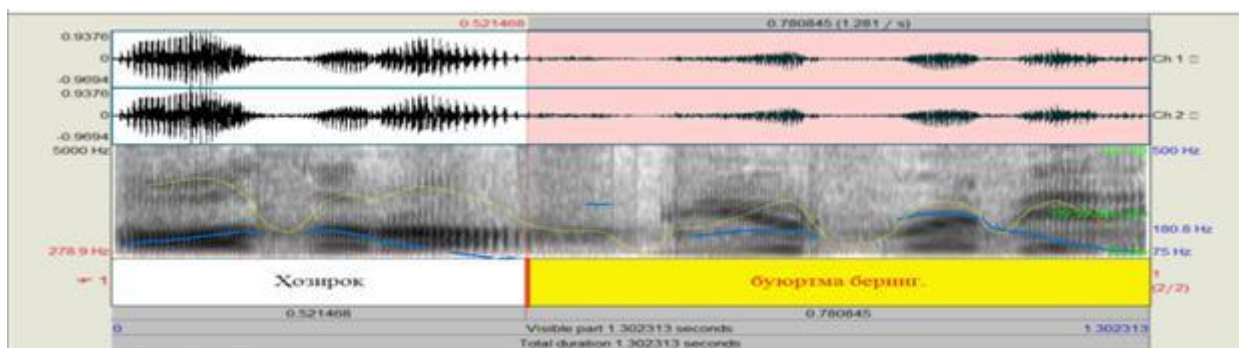 0.521468 0.780845 (1.281 / s)
0.9376
0
-0.9694
Ch 1
0.9376
0
-0.9694
Ch 2
5000 Hz 500 Hz
180.8 Hz
278.9 Hz 75 Hz
1 Ҳозирок буюртма беринг. 1
(2/2)
0.521468 0.780845
0 Visible part 1.302313 seconds 1.302313
Total duration 1.302313 seconds